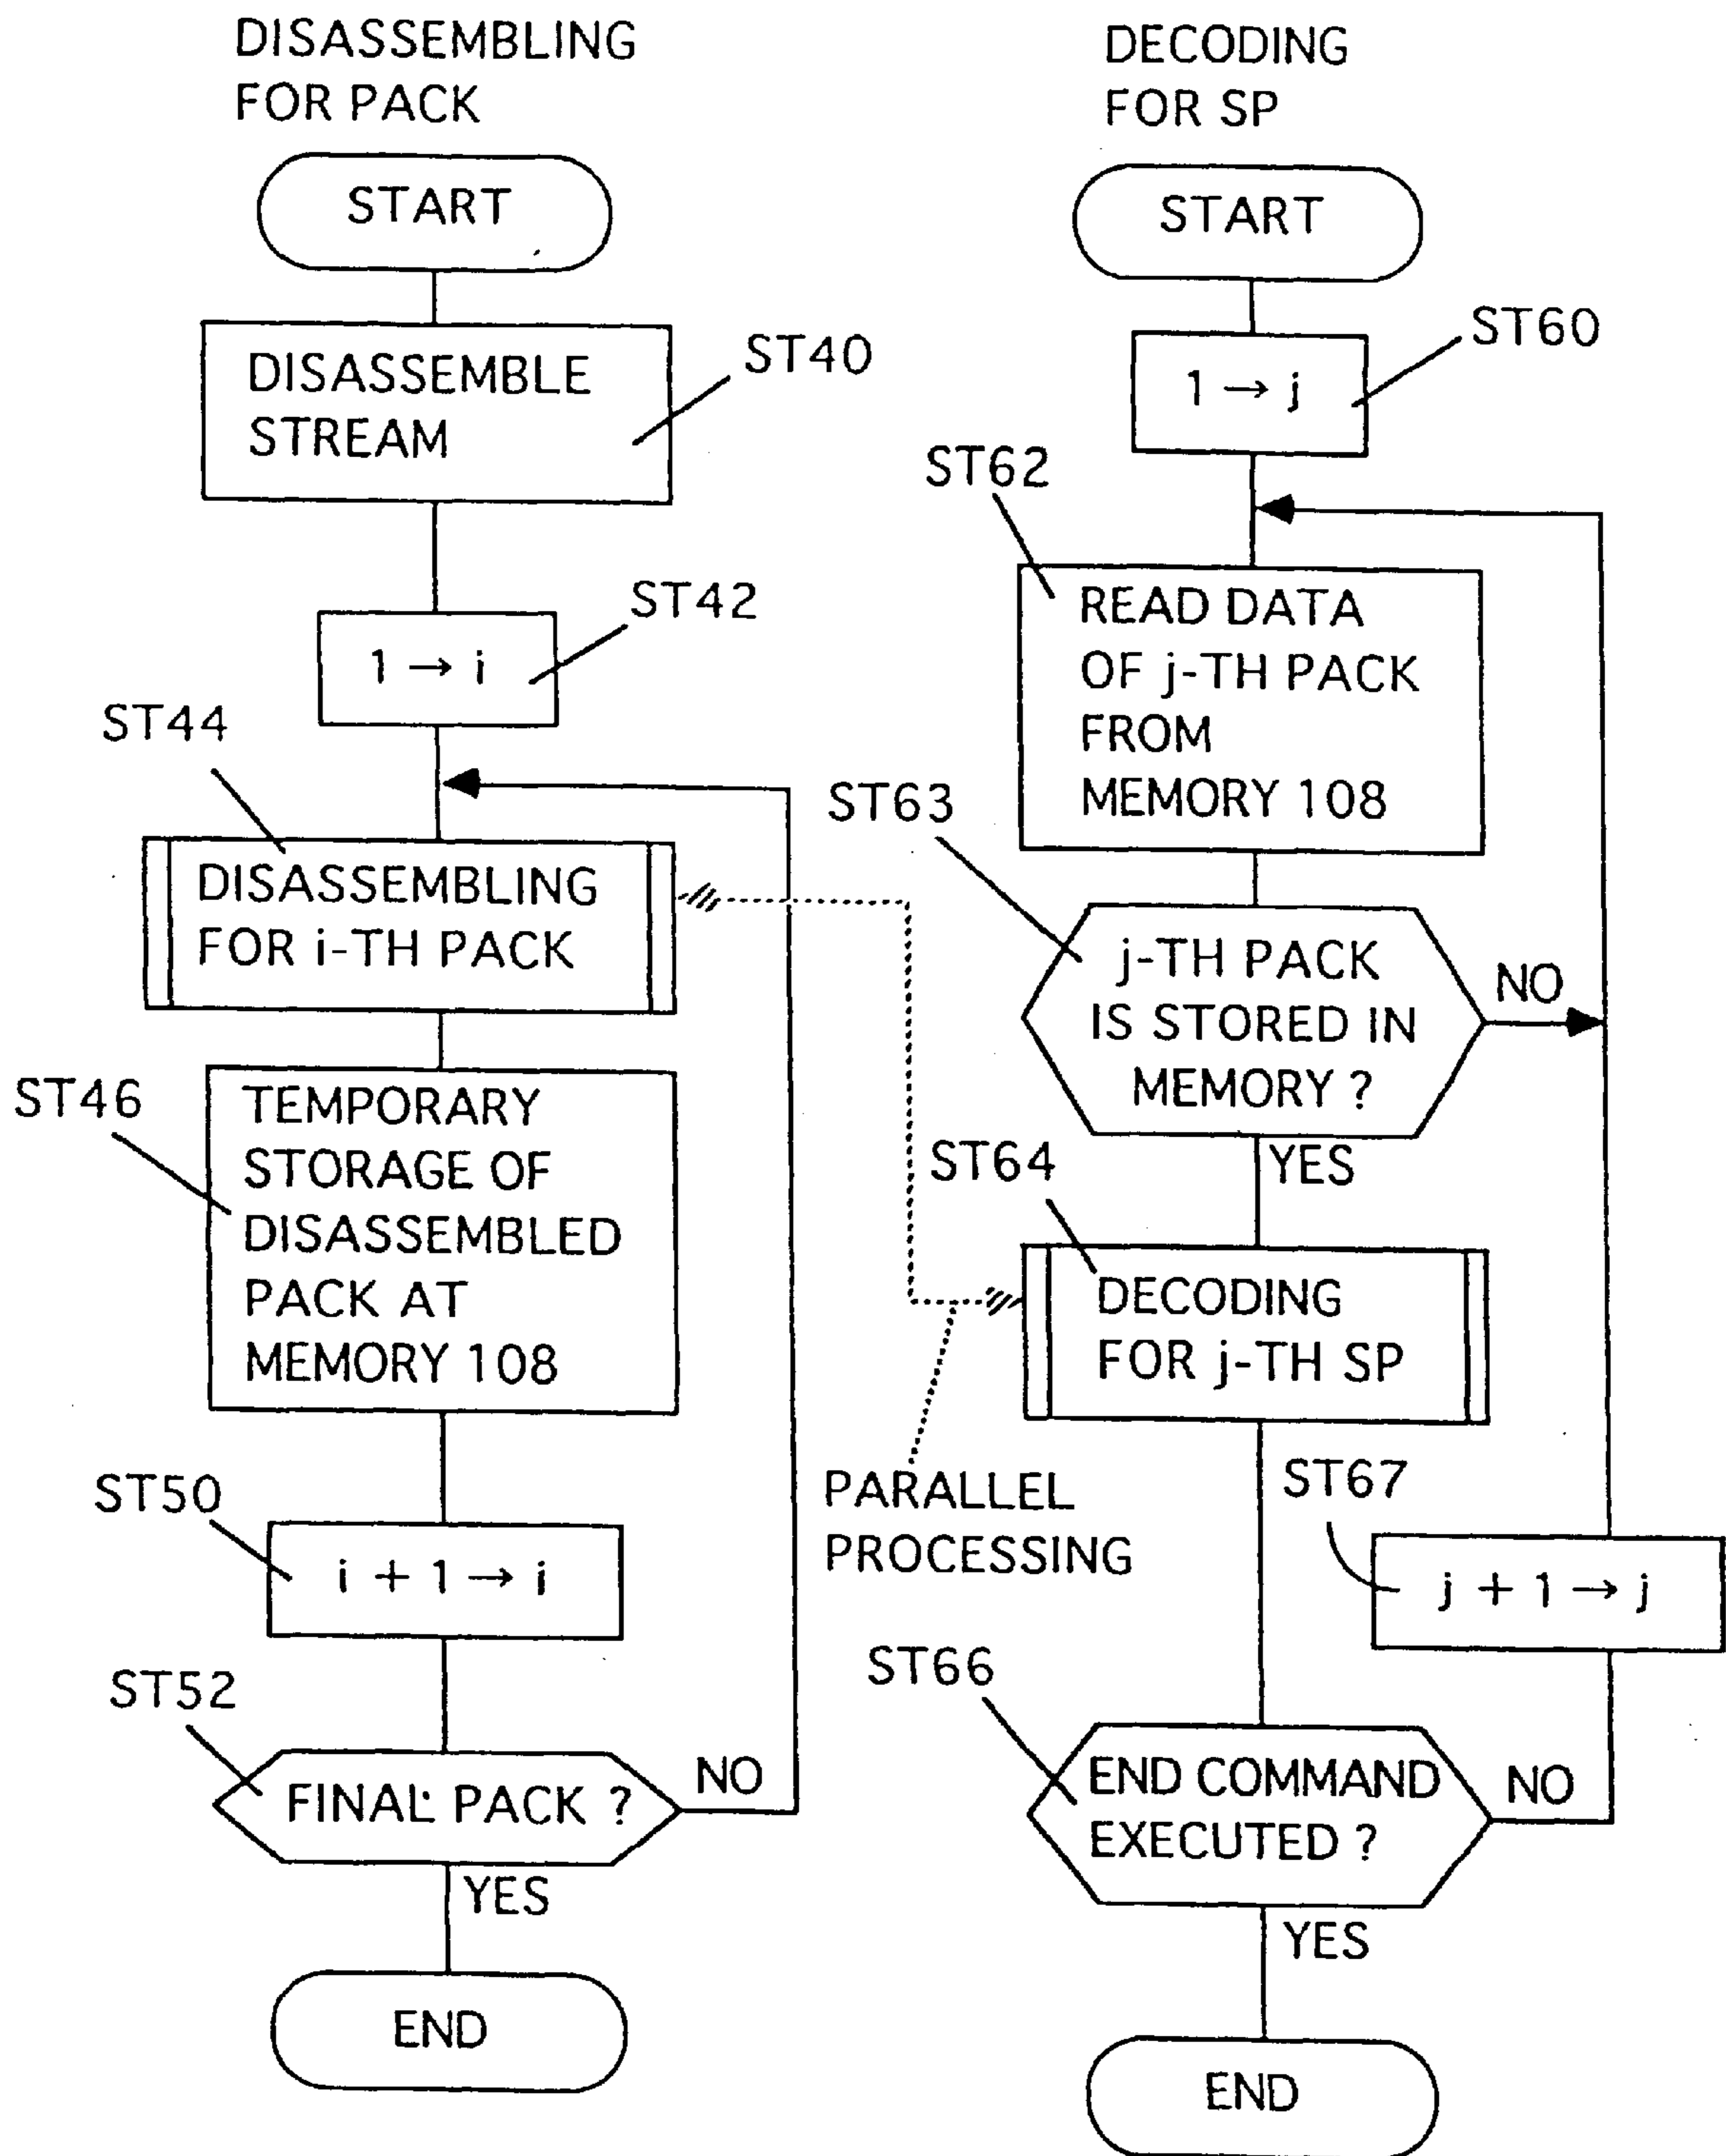 DISASSEMBLING
FOR PACK
START
DISASSEMBLE
STREAM
ST40
1 → i
ST42
ST44
DISASSEMBLING
FOR i-TH PACK
ST46
TEMPORARY
STORAGE OF
DISASSEMBLED
PACK AT
MEMORY 108
ST50
i + 1 → i
ST52
FINAL PACK ?
NO
YES
END
PARALLEL
PROCESSING
DECODING
FOR SP
START
ST60
1 → j
ST62
READ DATA
OF j-TH PACK
FROM
MEMORY 108
ST63
j-TH PACK
IS STORED IN
MEMORY ?
NO
YES
ST64
DECODING
FOR j-TH SP
ST67
j + 1 → j
ST66
END COMMAND
EXECUTED ?
NO
YES
END